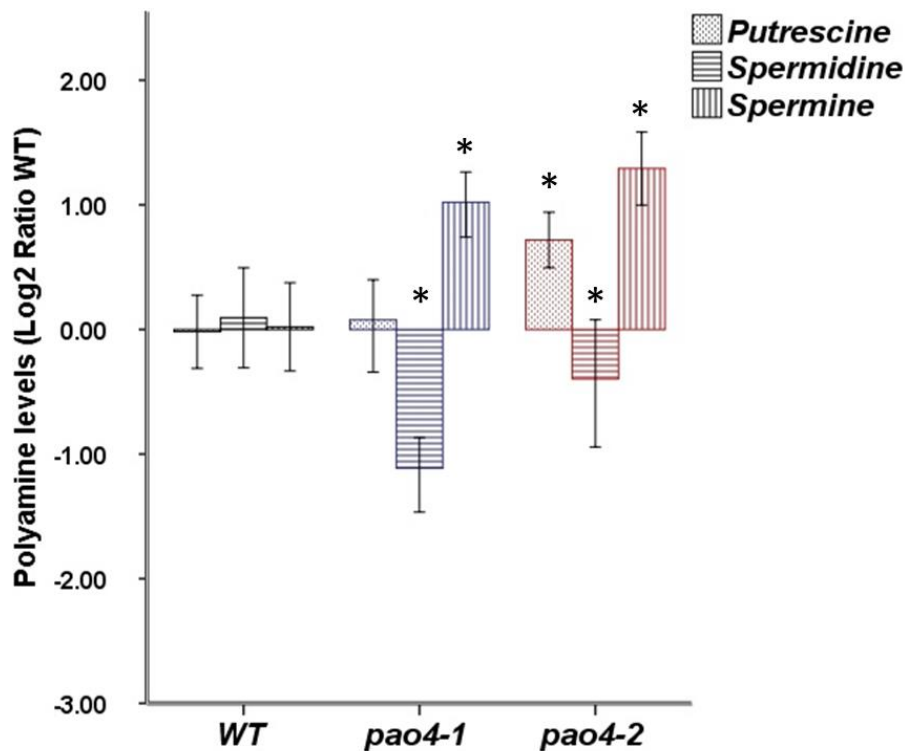 Putrescine
Spermidine
Spermine
Polyamine levels (Log2 Ratio WT)
2.00
1.00
0.00
-1.00
-2.00
-3.00
* * * * *
WT pao4-1 pao4-2